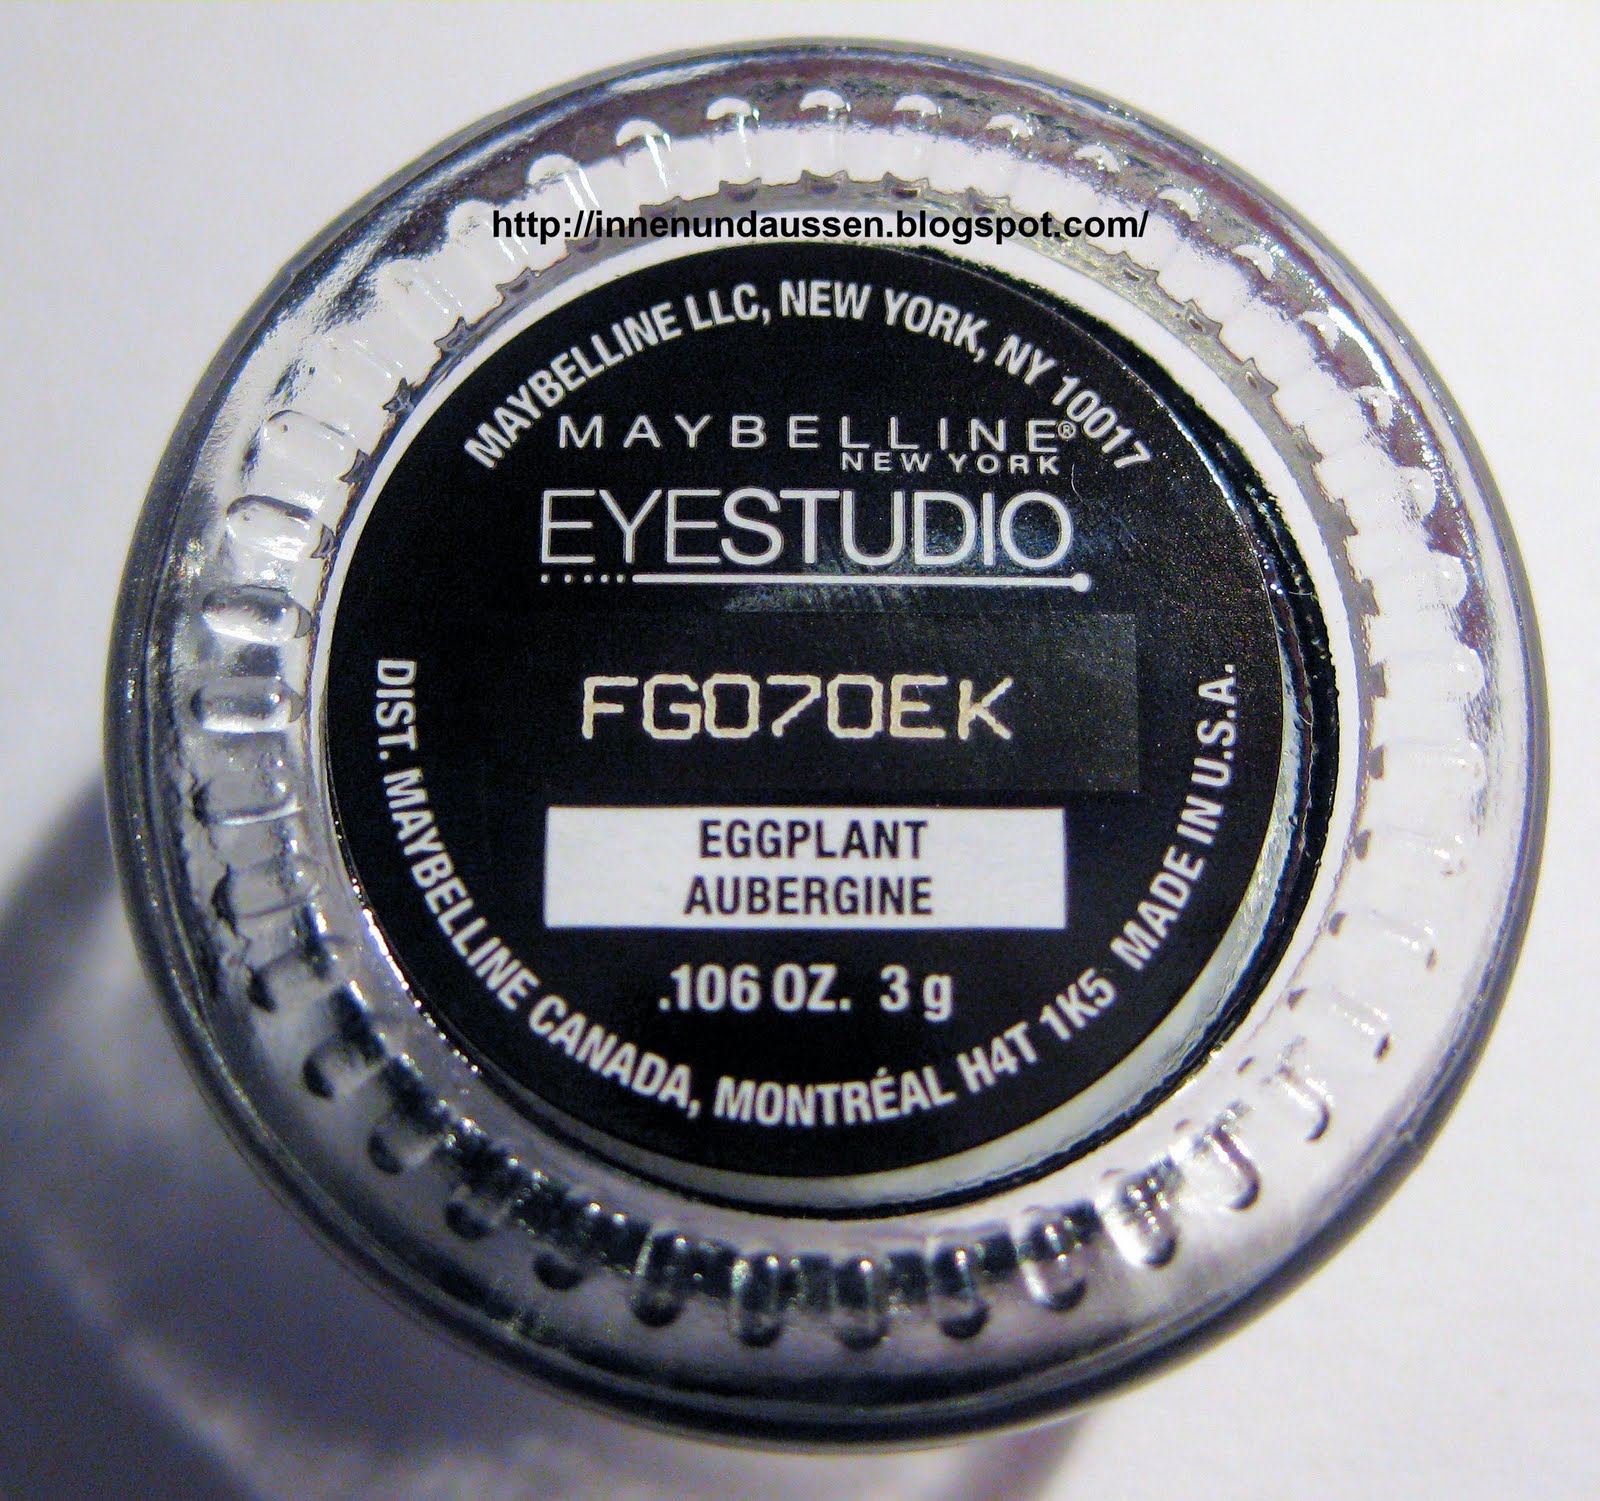 http://innenundaussen.blogspot.com/
MAYBELLINE LLC, NEW YORK, NY 10017
MAYBELLINE®
NEW YORK
EYESTUDIO
FG070EK
EGGPLANT
AUBERGINE
.106 OZ. 3 g
DIST. MAYBELLINE CANADA, MONTRÉAL H4T 1K5 MADE IN U.S.A.